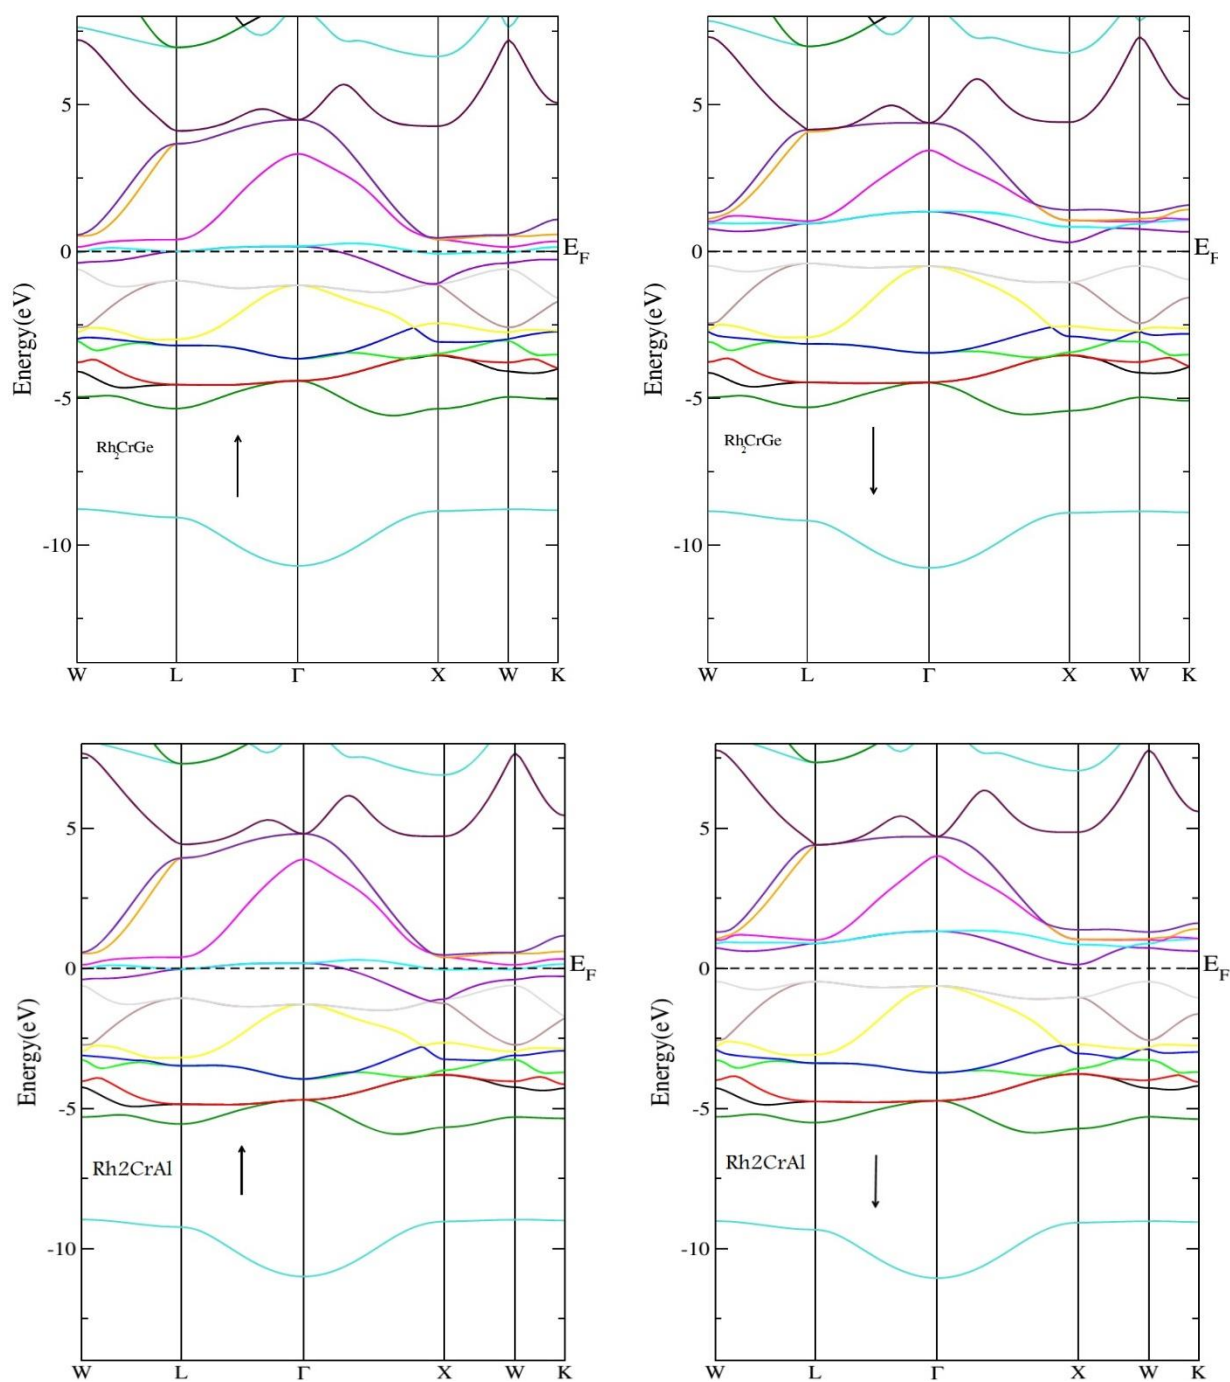 5
0
-5
-10
Energy(eV)
E_F
Rh₂CrGe
W L Γ X W K
5
0
-5
-10
Energy(eV)
E_F
Rh₂CrGe
W L Γ X W K
5
0
-5
-10
Energy(eV)
E_F
Rh2CrAl
W L Γ X W K
5
0
-5
-10
Energy(eV)
E_F
Rh2CrAl
W L Γ X W K